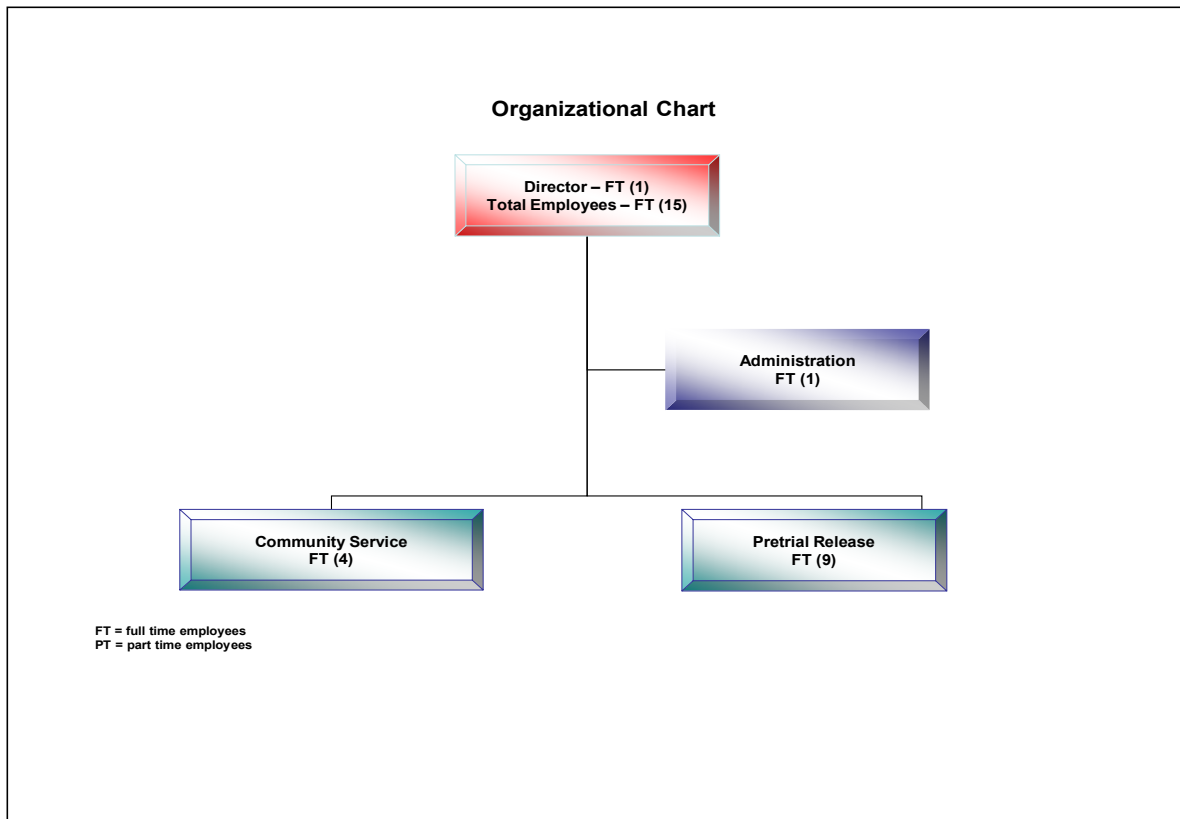 Organizational Chart
Director – FT (1)
Total Employees – FT (15)
Administration
FT (1)
Community Service
FT (4)
Pretrial Release
FT (9)
FT = full time employees
PT = part time employees